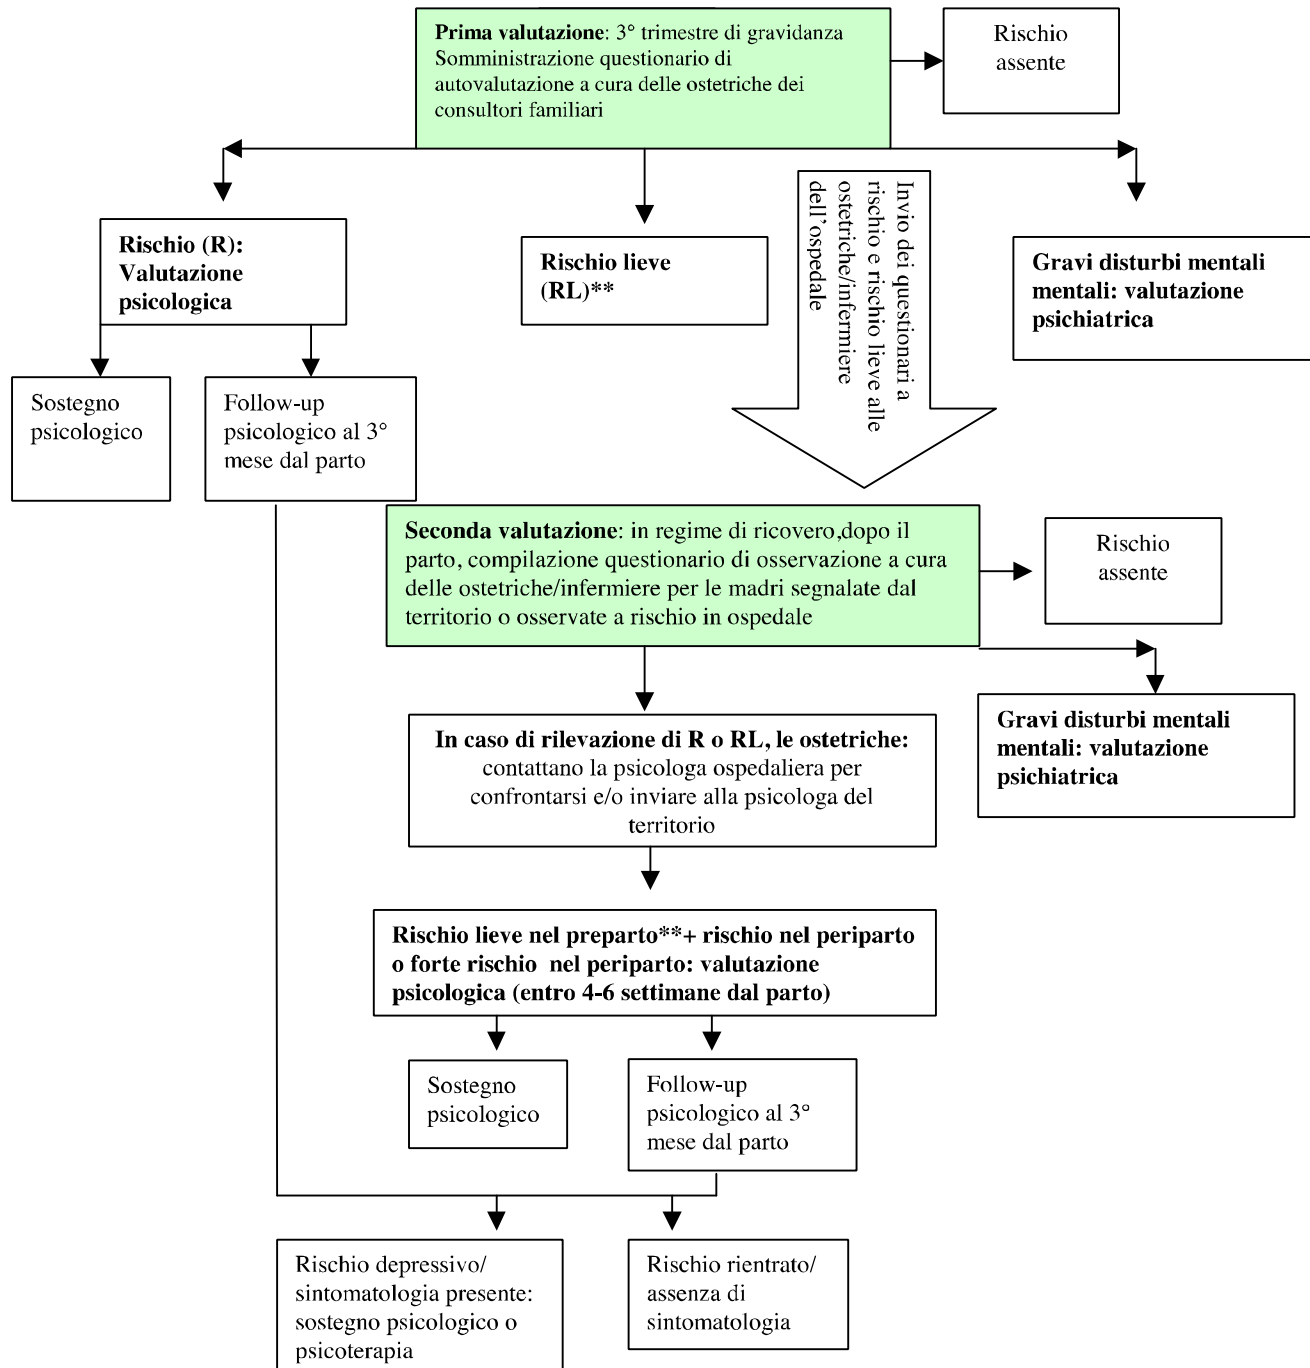 Prima valutazione: 3° trimestre di gravidanza
Somministrazione questionario di
autovalutazione a cura delle ostetriche dei
consultori familiari
Rischio
assente
Rischio (R):
Valutazione
psicologica
Rischio lieve
(RL)**
Invio dei questionari a
rischio e rischio lieve alle
ostetriche/infermiere
dell'ospedale
Gravi disturbi mentali
mentali: valutazione
psichiatrica
Sostegno
psicologico
Follow-up
psicologico al 3°
mese dal parto
Seconda valutazione: in regime di ricovero,dopo il
parto, compilazione questionario di osservazione a cura
delle ostetriche/infermiere per le madri segnalate dal
territorio o osservate a rischio in ospedale
Rischio
assente
Gravi disturbi mentali
mentali: valutazione
psichiatrica
In caso di rilevazione di R o RL, le ostetriche:
contattano la psicologa ospedaliera per
confrontarsi e/o inviare alla psicologa del
territorio
Rischio lieve nel preparto**+ rischio nel periparto
o forte rischio nel periparto: valutazione
psicologica (entro 4-6 settimane dal parto)
Sostegno
psicologico
Follow-up
psicologico al 3°
mese dal parto
Rischio depressivo/
sintomatologia presente:
sostegno psicologico o
psicoterapia
Rischio rientrato/
assenza di
sintomatologia